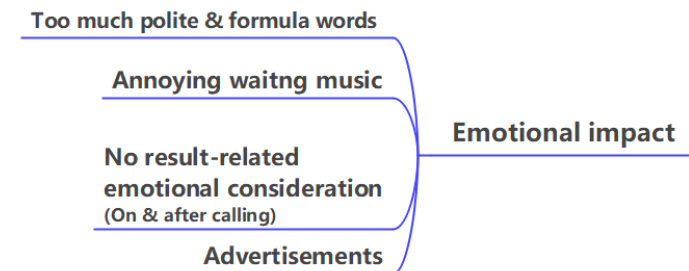 Too much polite & formula words
Annoying waitng music
Emotional impact
No result-related
emotional consideration
(On & after calling)
Advertisements